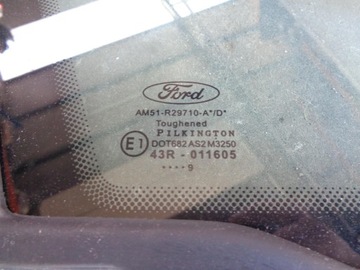 Ford
AM51-R29710-A*/D*
Toughened
PILKINGTON
E1 DOT682 AS2 M3250
43R - 011605
.... 9